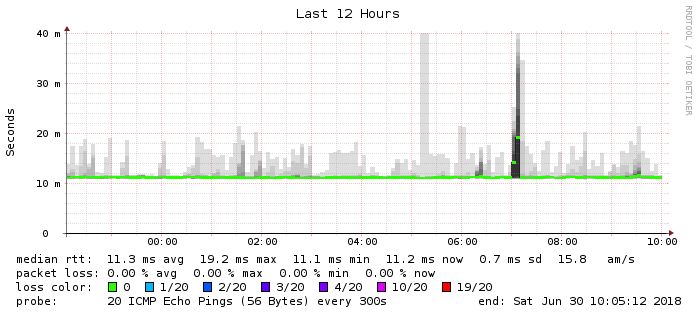 Last 12 Hours
RRDTOOL / TOBI OETIKER
Seconds
40 m
30 m
20 m
10 m
0
00:00 02:00 04:00 06:00 08:00 10:00
median rtt: 11.3 ms avg 19.2 ms max 11.1 ms min 11.2 ms now 0.7 ms sd 15.8 am/s
packet loss: 0.00 % avg 0.00 % max 0.00 % min 0.00 % now
loss color: 0 1/20 2/20 3/20 4/20 10/20 19/20
probe: 20 ICMP Echo Pings (56 Bytes) every 300s end: Sat Jun 30 10:05:12 2018